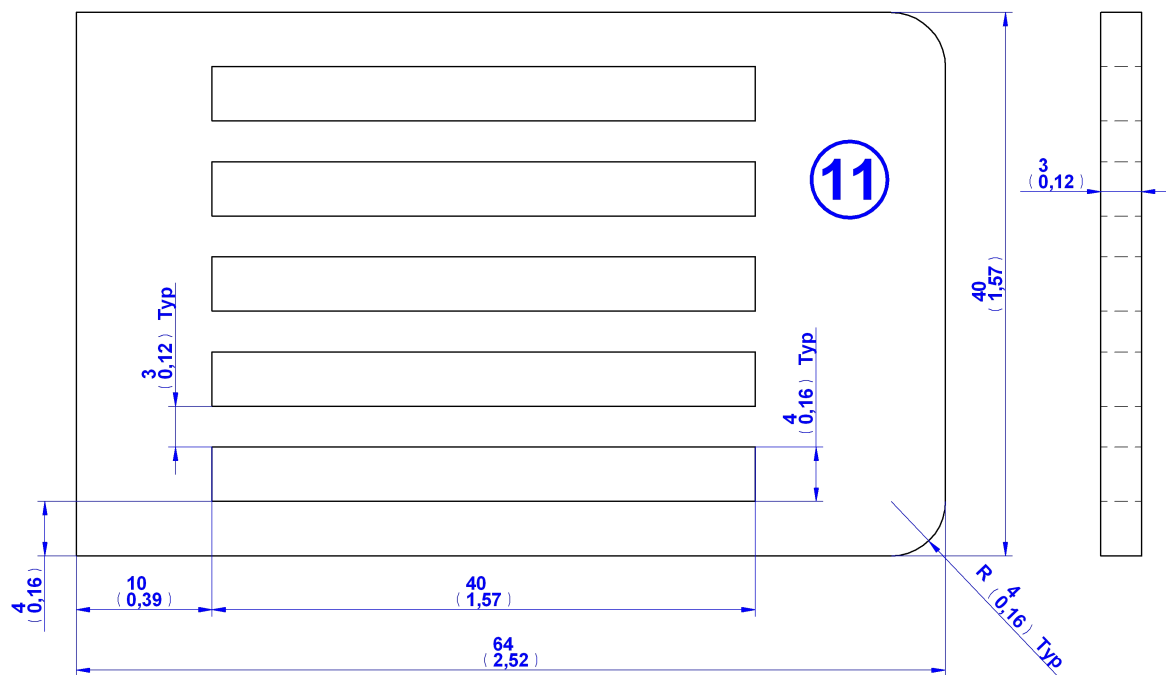 11
3
( 0,12 )
40
( 1,57 )
3
( 0,12 ) Typ
4
( 0,16 ) Typ
4
( 0,16 )
10
( 0,39 )
40
( 1,57 )
R ( 4
0,16 ) Typ
64
( 2,52 )